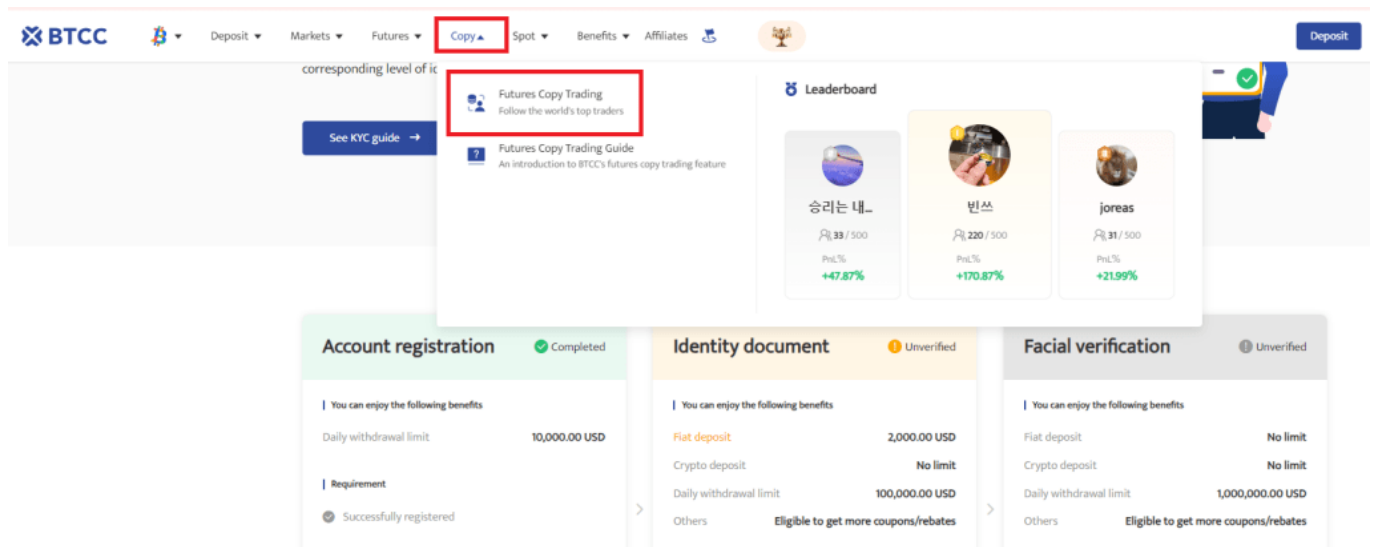 BTCC
Deposit
Markets
Futures
Copy
Spot
Benefits
Affiliates
Deposit
corresponding level of
See KYC guide →
Futures Copy Trading
Follow the world's top traders
Futures Copy Trading Guide
An introduction to BTCC's futures copy trading feature
Leaderboard
승리는 내...
33 / 500
PnL%
+47.87%
빈쓰
220 / 500
PnL%
+170.87%
joreas
31 / 500
PnL%
+21.99%
Account registration
Completed
You can enjoy the following benefits
Daily withdrawal limit 10,000.00 USD
Requirement
Successfully registered
Identity document
Unverified
You can enjoy the following benefits
Fiat deposit 2,000.00 USD
Crypto deposit No limit
Daily withdrawal limit 100,000.00 USD
Others Eligible to get more coupons/rebates
Facial verification
Unverified
You can enjoy the following benefits
Fiat deposit No limit
Crypto deposit No limit
Daily withdrawal limit 1,000,000.00 USD
Others Eligible to get more coupons/rebates